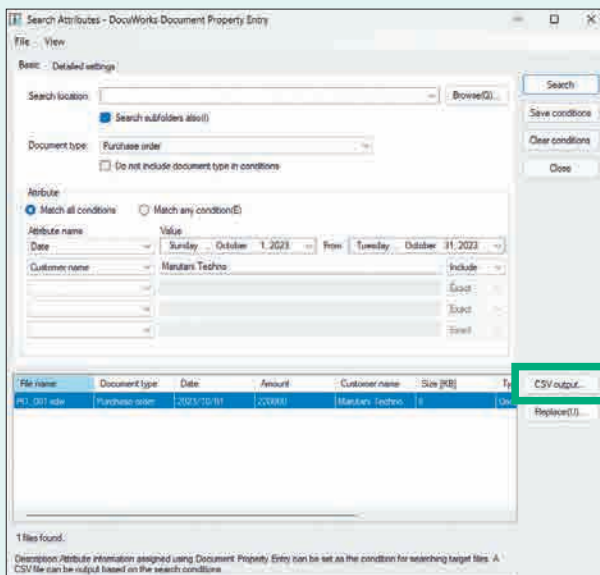 Search Attributes - DocuWorks Document Property Entry
File View
Basic Detailed settings
Search location Browse(Q)...
Search subfolders also(I)
Document type: Purchase order
Do not include document type in conditions
Attribute
Match all conditions Match any condition(E)
Attribute name Value
Date Sunday , October 1, 2023 From Tuesday , October 31, 2023
Customer name Marutani Techno Include
Exact
Exact
Exact
Search
Save conditions
Clear conditions
Close
File name Document type Date Amount Customer name Size [KB] Ty
PO_001.xdw Purchase order 2023/10/01 220000 Marutani Techno 8
CSV output...
Replace(U)...
1 files found.
Description Attribute information assigned using Document Property Entry can be set as the condition for searching target files. A
CSV file can be output based on the search conditions